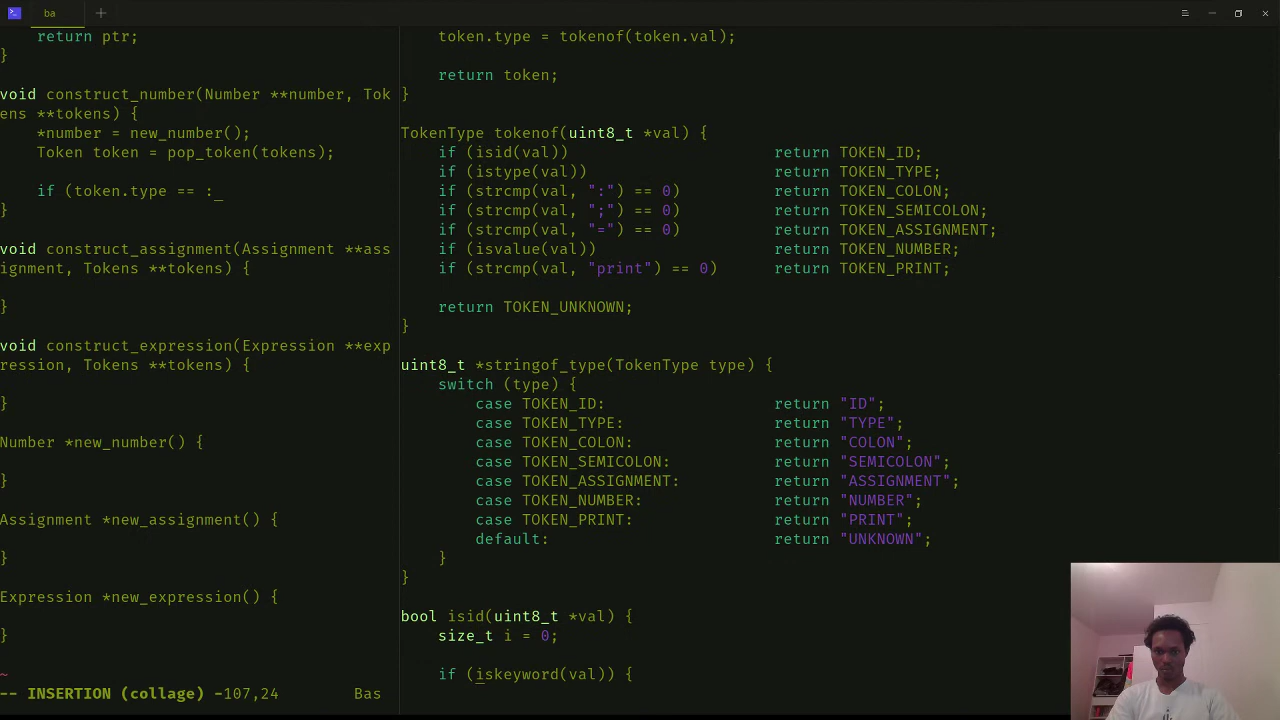 ba
return ptr;
}
void construct_number(Number **number, Tok
ens **tokens) {
*number = new_number();
Token token = pop_token(tokens);
if (token.type == :_
}
void construct_assignment(Assignment **ass
ignment, Tokens **tokens) {
}
void construct_expression(Expression **exp
ression, Tokens **tokens) {
}
Number *new_number() {
}
Assignment *new_assignment() {
}
Expression *new_expression() {
}
~
-- INSERTION (collage) -107,24 Bas
token.type = tokenof(token.val);
return token;
}
TokenType tokenof(uint8_t *val) {
if (isid(val)) return TOKEN_ID;
if (istype(val)) return TOKEN_TYPE;
if (strcmp(val, ":") == 0) return TOKEN_COLON;
if (strcmp(val, ";") == 0) return TOKEN_SEMICOLON;
if (strcmp(val, "=") == 0) return TOKEN_ASSIGNMENT;
if (isvalue(val)) return TOKEN_NUMBER;
if (strcmp(val, "print") == 0) return TOKEN_PRINT;
return TOKEN_UNKNOWN;
}
uint8_t *stringof_type(TokenType type) {
switch (type) {
case TOKEN_ID: return "ID";
case TOKEN_TYPE: return "TYPE";
case TOKEN_COLON: return "COLON";
case TOKEN_SEMICOLON: return "SEMICOLON";
case TOKEN_ASSIGNMENT: return "ASSIGNMENT";
case TOKEN_NUMBER: return "NUMBER";
case TOKEN_PRINT: return "PRINT";
default: return "UNKNOWN";
}
}
bool isid(uint8_t *val) {
size_t i = 0;
if (iskeyword(val)) {